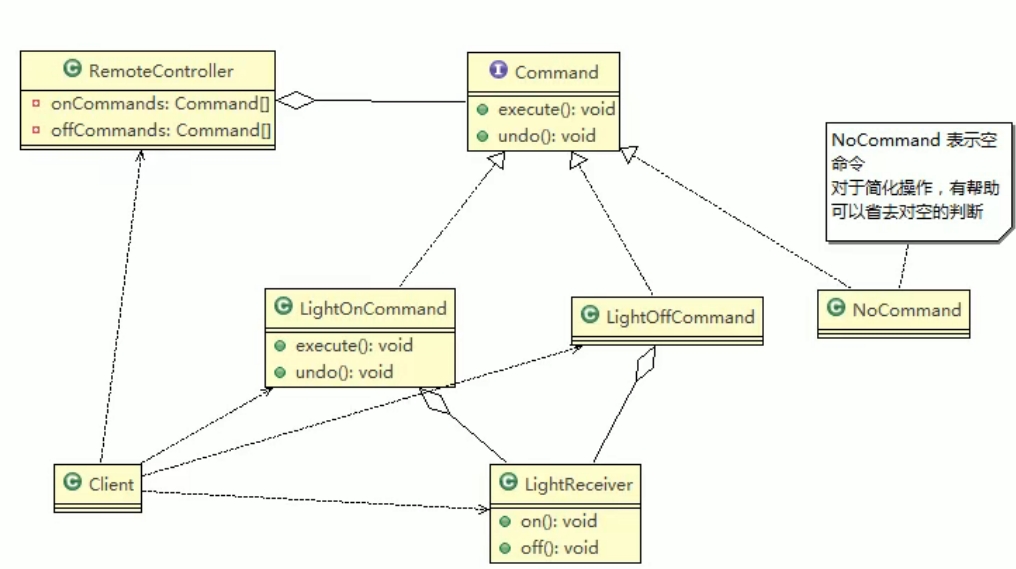 RemoteController
onCommands: Command[]
offCommands: Command[]
I Command
execute(): void
undo(): void
NoCommand 表示空
命令
对于简化操作，有帮助
可以省去对空的判断
C LightOnCommand
execute(): void
undo(): void
C LightOffCommand
C NoCommand
C Client
C LightReceiver
on(): void
off(): void